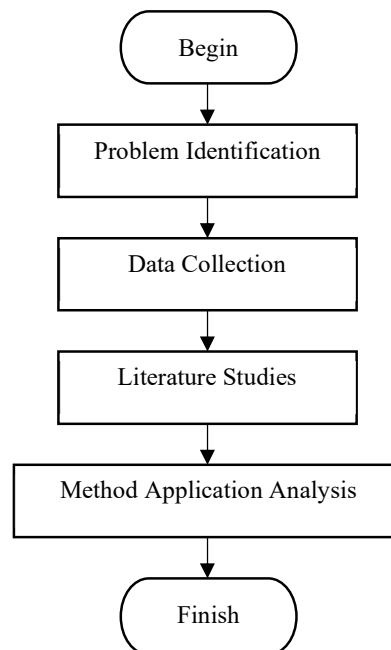 Begin
Problem Identification
Data Collection
Literature Studies
Method Application Analysis
Finish